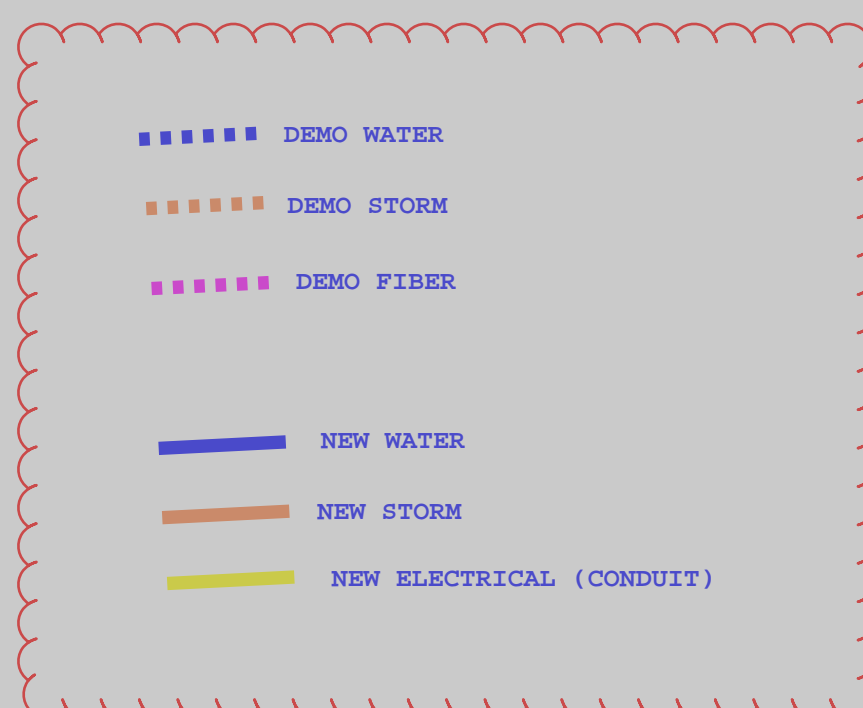 DEMO WATER
DEMO STORM
DEMO FIBER
NEW WATER
NEW STORM
NEW ELECTRICAL (CONDUIT)